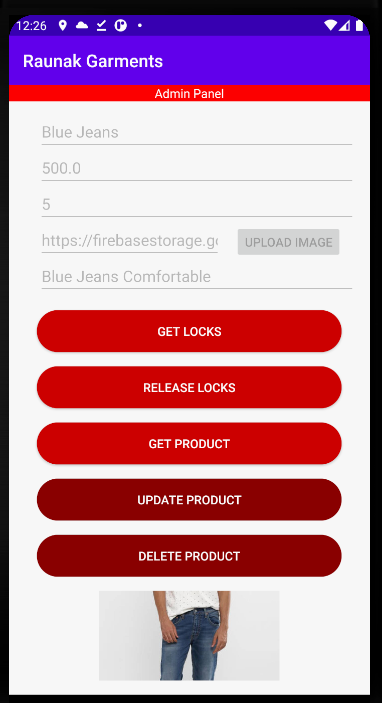 12:26
Raunak Garments
Admin Panel
Blue Jeans
500.0
5
https://firebasestorage.go
UPLOAD IMAGE
Blue Jeans Comfortable
GET LOCKS
RELEASE LOCKS
GET PRODUCT
UPDATE PRODUCT
DELETE PRODUCT